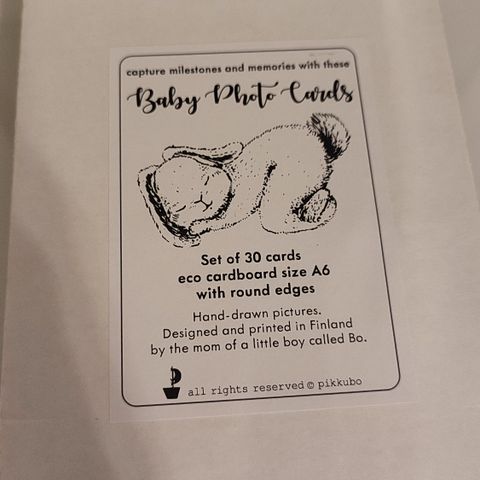 capture milestones and memories with these
Baby Photo Cards
Set of 30 cards
eco cardboard size A6
with round edges
Hand-drawn pictures.
Designed and printed in Finland
by the mom of a little boy called Bo.
all rights reserved © pikkubo